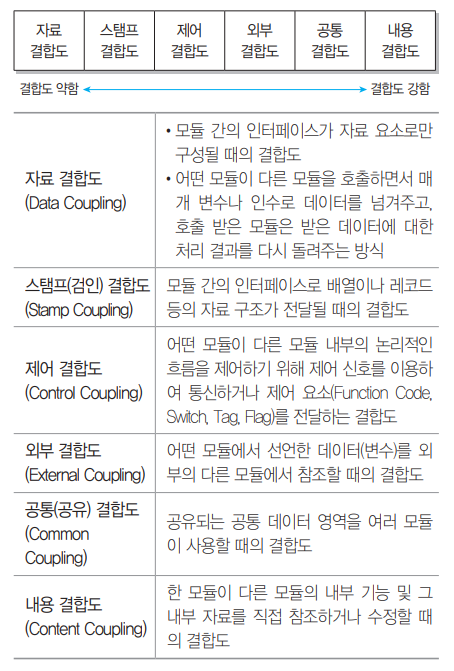 자료
결합도
스탬프
결합도
제어
결합도
외부
결합도
공통
결합도
내용
결합도
결합도 약함
결합도 강함
자료 결합도
(Data Coupling)
• 모듈 간의 인터페이스가 자료 요소로만
구성될 때의 결합도
• 어떤 모듈이 다른 모듈을 호출하면서 매
개 변수나 인수로 데이터를 넘겨주고,
호출 받은 모듈은 받은 데이터에 대한
처리 결과를 다시 돌려주는 방식
스탬프(검인) 결합도
(Stamp Coupling)
모듈 간의 인터페이스로 배열이나 레코드
등의 자료 구조가 전달될 때의 결합도
제어 결합도
(Control Coupling)
어떤 모듈이 다른 모듈 내부의 논리적인
흐름을 제어하기 위해 제어 신호를 이용하
여 통신하거나 제어 요소(Function Code,
Switch, Tag, Flag)를 전달하는 결합도
외부 결합도
(External Coupling)
어떤 모듈에서 선언한 데이터(변수)를 외
부의 다른 모듈에서 참조할 때의 결합도
공통(공유) 결합도
(Common
Coupling)
공유되는 공통 데이터 영역을 여러 모듈
이 사용할 때의 결합도
내용 결합도
(Content Coupling)
한 모듈이 다른 모듈의 내부 기능 및 그
내부 자료를 직접 참조하거나 수정할 때
의 결합도